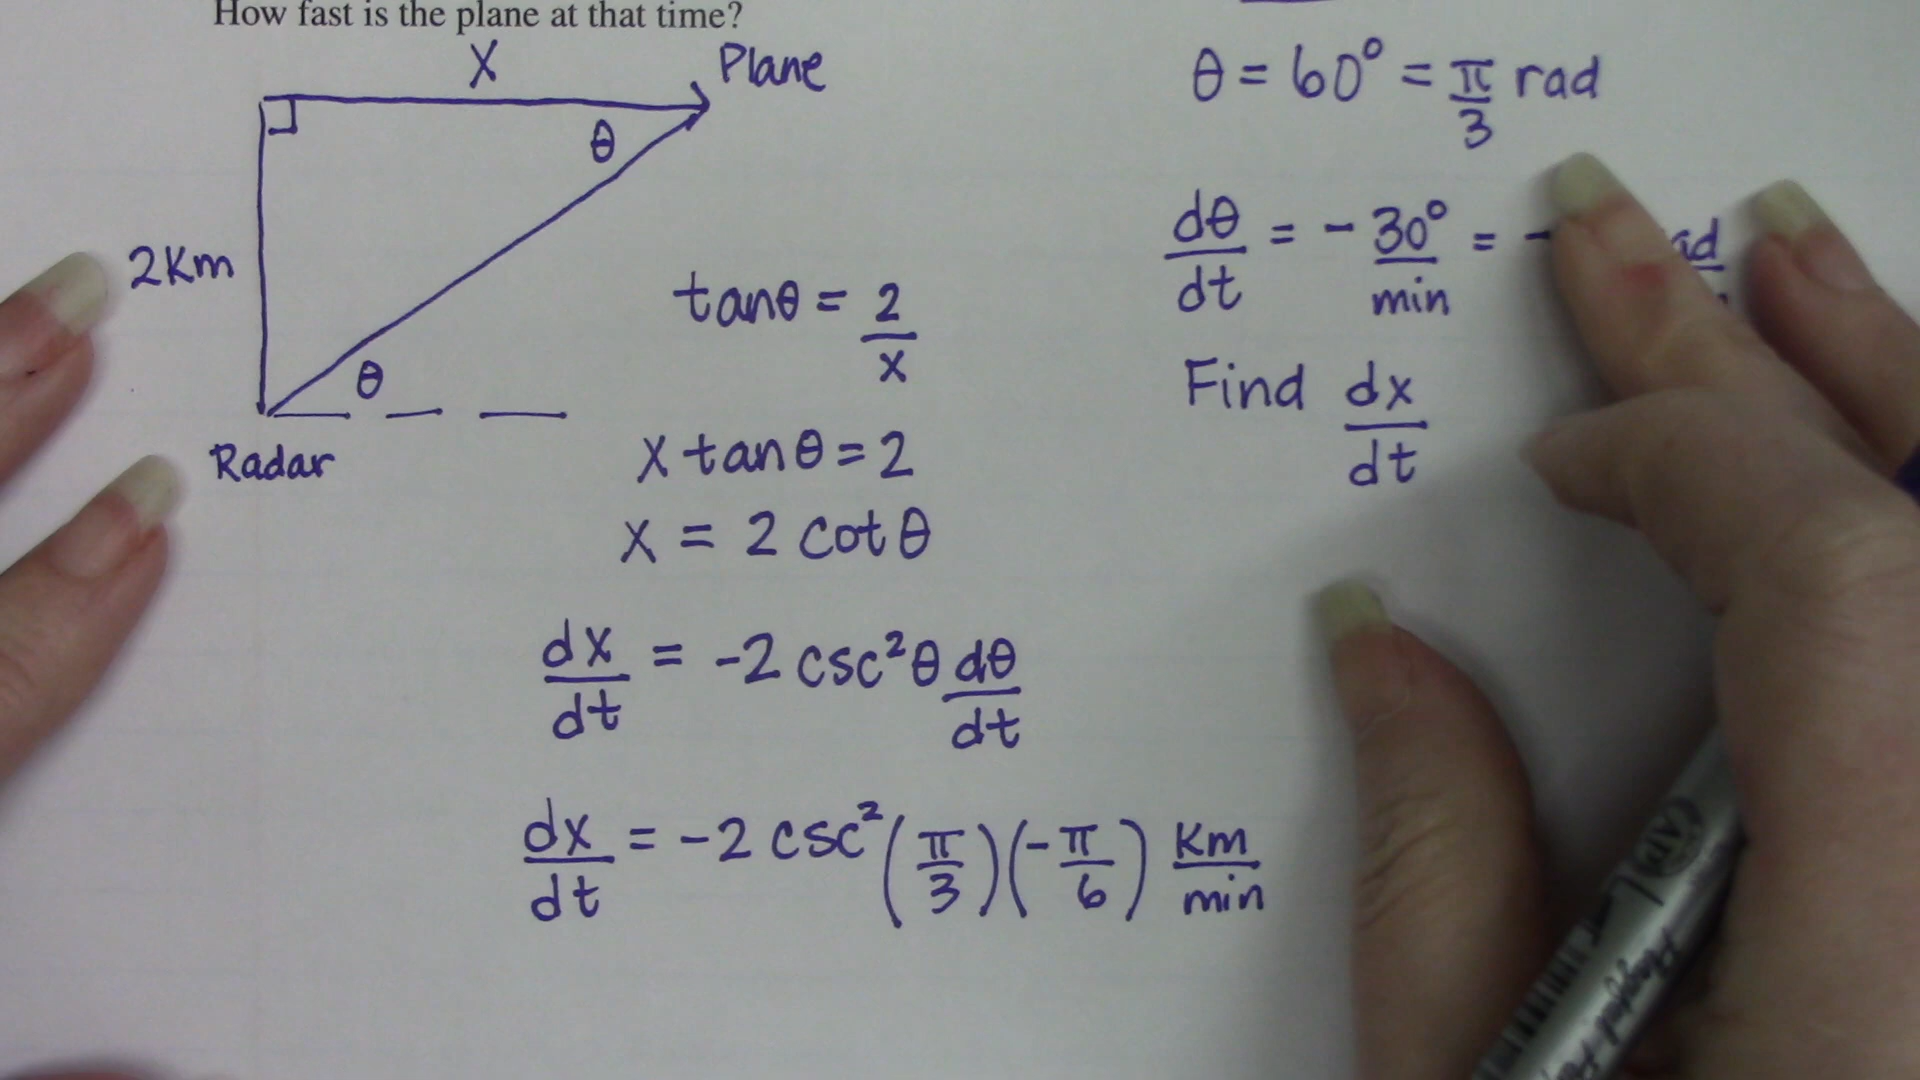 How fast is the plane at that time?
X
Plane
θ
2Km
θ
Radar
tanθ = 2/x
x tanθ = 2
x = 2 cot θ
dx/dt = -2 csc²θ dθ/dt
dx/dt = -2 csc² (π/3)(-π/6) Km/min
θ = 60° = π/3 rad
dθ/dt = -30°/min = -
Find dx/dt